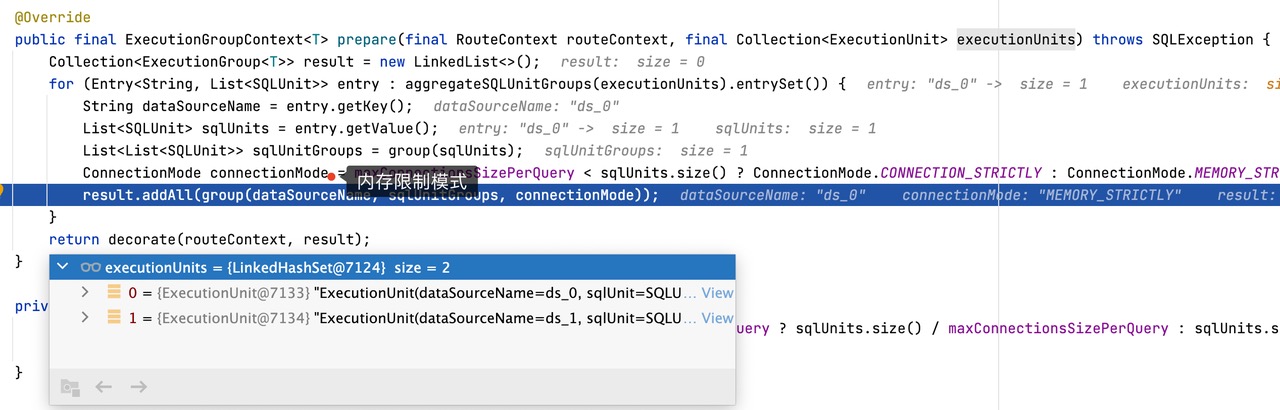 @Override
public final ExecutionGroupContext<T> prepare(final RouteContext routeContext, final Collection<ExecutionUnit> executionUnits) throws SQLException {
Collection<ExecutionGroup<T>> result = new LinkedList<>(); result: size = 0
for (Entry<String, List<SQLUnit>> entry : aggregateSQLUnitGroups(executionUnits).entrySet()) { entry: "ds_0" -> size = 1 executionUnits: si
String dataSourceName = entry.getKey(); dataSourceName: "ds_0"
List<SQLUnit> sqlUnits = entry.getValue(); entry: "ds_0" -> size = 1 sqlUnits: size = 1
List<List<SQLUnit>> sqlUnitGroups = group(sqlUnits); sqlUnitGroups: size = 1
ConnectionMode connectionMode = maxConnectionsSizePerQuery < sqlUnits.size() ? ConnectionMode.CONNECTION_STRICTLY : ConnectionMode.MEMORY_STR
内存限制模式
result.addAll(group(dataSourceName, sqlUnitGroups, connectionMode)); dataSourceName: "ds_0" connectionMode: "MEMORY_STRICTLY" result:
}
return decorate(routeContext, result);
}
executionUnits = {LinkedHashSet@7124} size = 2
0 = {ExecutionUnit@7133} "ExecutionUnit(dataSourceName=ds_0, sqlUnit=SQLU... View
priv
1 = {ExecutionUnit@7134} "ExecutionUnit(dataSourceName=ds_1, sqlUnit=SQLU... View
uery ? sqlUnits.size() / maxConnectionsSizePerQuery : sqlUnits.s
}